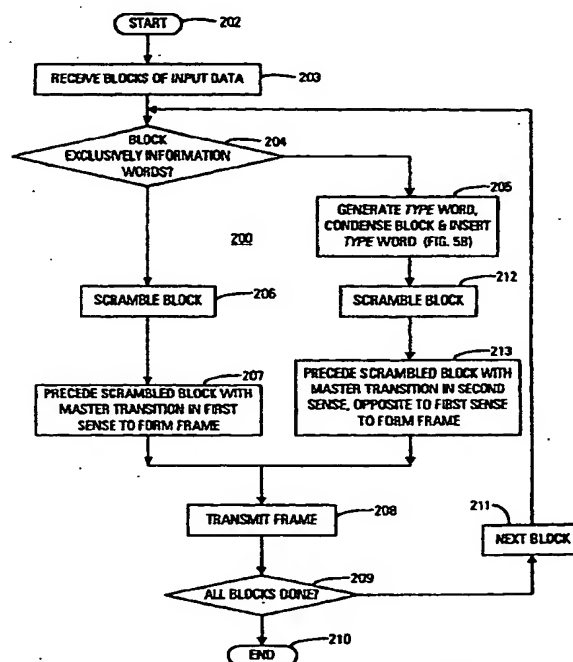 START
202
RECEIVE BLOCKS OF INPUT DATA
203
BLOCK
EXCLUSIVELY INFORMATION
WORDS?
204
205
GENERATE TYPE WORD,
CONDENSE BLOCK & INSERT
TYPE WORD (FIG. 5B)
200
212
SCRAMBLE BLOCK
206
SCRAMBLE BLOCK
207
213
PRECEDE SCRAMBLED BLOCK WITH
MASTER TRANSITION IN FIRST
SENSE TO FORM FRAME
PRECEDE SCRAMBLED BLOCK WITH
MASTER TRANSITION IN SECOND
SENSE, OPPOSITE TO FIRST SENSE
TO FORM FRAME
TRANSMIT FRAME
208
211
NEXT BLOCK
ALL BLOCKS DONE?
209
END
210